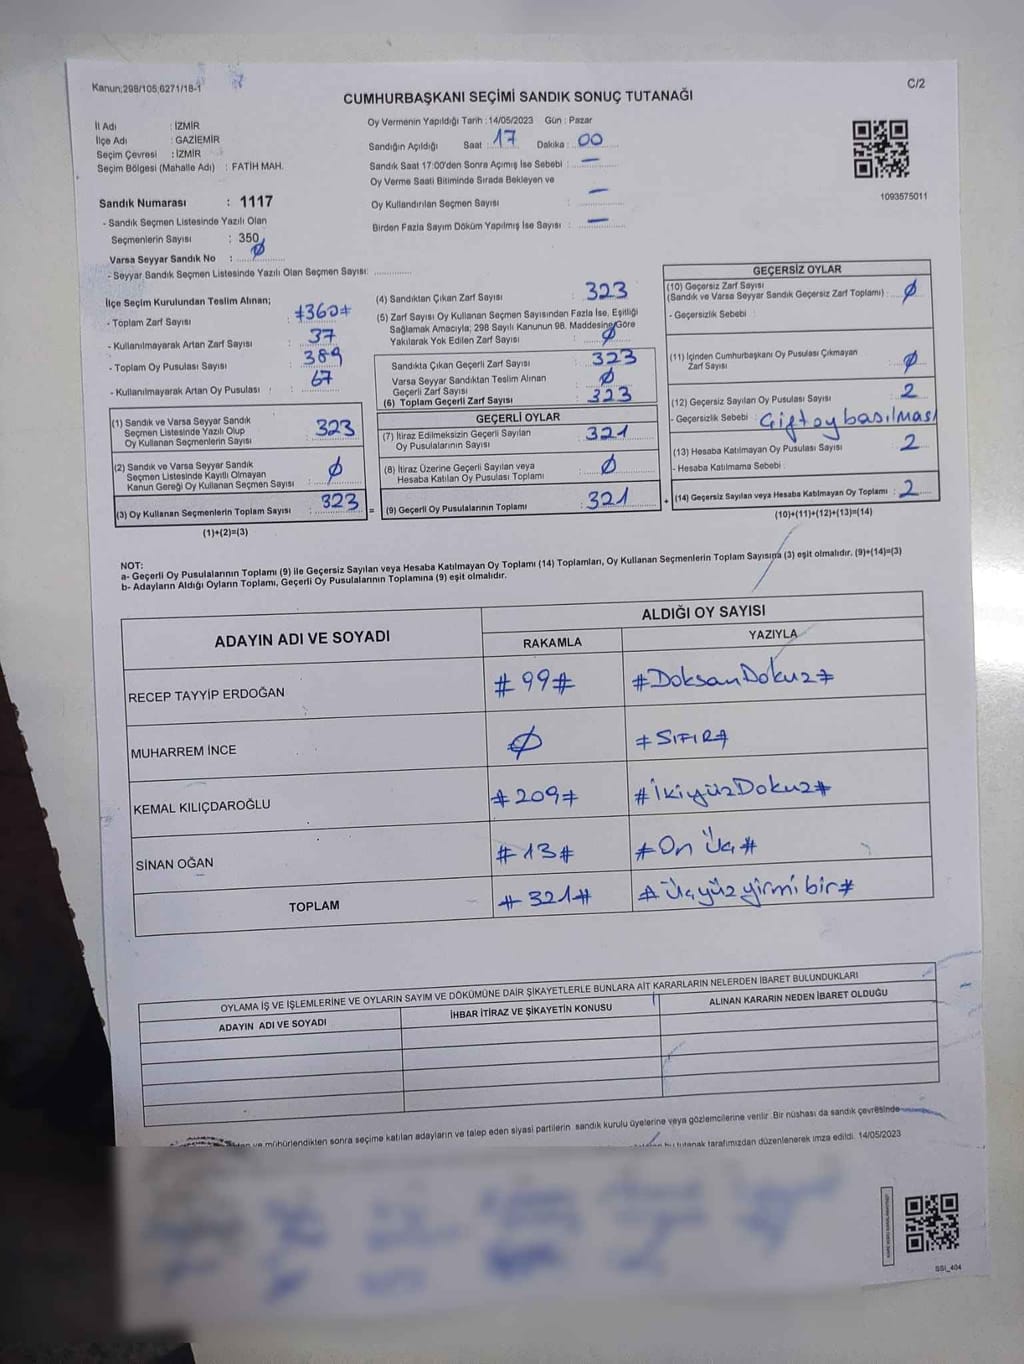 Kanun;298/105,6271/18-1
C/2
CUMHURBAŞKANI SEÇİMİ SANDIK SONUÇ TUTANAĞI
İl Adı : İZMİR
İlçe Adı : GAZİEMİR
Seçim Çevresi : İZMİR
Seçim Bölgesi (Mahalle Adı) : FATİH MAH.
Oy Vermenin Yapıldığı Tarih :14/05/2023 Gün : Pazar
Sandığın Açıldığı Saat : 17 Dakika : 00
Sandık Saat 17:00'den Sonra Açımış İse Sebebi : —
Oy Verme Saati Bitiminde Sırada Bekleyen ve
Oy Kullandırılan Seçmen Sayısı : —
Birden Fazla Sayım Döküm Yapılmış İse Sayısı : —
1093575011
Sandık Numarası : 1117
- Sandık Seçmen Listesinde Yazılı Olan
Seçmenlerin Sayısı : 350
Varsa Seyyar Sandık No : Ø
- Seyyar Sandık Seçmen Listesinde Yazılı Olan Seçmen Sayısı:
İlçe Seçim Kurulundan Teslim Alınan;
- Toplam Zarf Sayısı : #360#
- Kullanılmayarak Artan Zarf Sayısı : 37
- Toplam Oy Pusulası Sayısı : 389
- Kullanılmayarak Artan Oy Pusulası : 67
(1) Sandık ve Varsa Seyyar Sandık
Seçmen Listesinde Yazılı Olup
Oy Kullanan Seçmenlerin Sayısı : 323
(2) Sandık ve Varsa Seyyar Sandık
Seçmen Listesinde Kayıtlı Olmayan
Kanun Gereği Oy Kullanan Seçmen Sayısı : Ø
(3) Oy Kullanan Seçmenlerin Toplam Sayısı : 323
(1)+(2)=(3)
(4) Sandıktan Çıkan Zarf Sayısı : 323
(5) Zarf Sayısı Oy Kullanan Seçmen Sayısından Fazla İse, Eşitliği
Sağlamak Amacıyla; 298 Sayılı Kanunun 98. Maddesine Göre
Yakılarak Yok Edilen Zarf Sayısı : Ø
Sandıkta Çıkan Geçerli Zarf Sayısı : 323
Varsa Seyyar Sandıktan Teslim Alınan
Geçerli Zarf Sayısı : Ø
(6) Toplam Geçerli Zarf Sayısı : 323
GEÇERLİ OYLAR
(7) İtiraz Edilmeksizin Geçerli Sayılan
Oy Pusulalarının Sayısı : 321
(8) İtiraz Üzerine Geçerli Sayılan veya
Hesaba Katılan Oy Pusulası Toplamı : Ø
= (9) Geçerli Oy Pusulalarının Toplamı : 321
GEÇERSİZ OYLAR
(10) Geçersiz Zarf Sayısı
(Sandık ve Varsa Seyyar Sandık Geçersiz Zarf Toplamı) : Ø
- Geçersizlik Sebebi :
(11) İçinden Cumhurbaşkanı Oy Pusulası Çıkmayan
Zarf Sayısı : Ø
(12) Geçersiz Sayılan Oy Pusulası Sayısı : 2
- Geçersizlik Sebebi : Çift oy basılması
(13) Hesaba Katılmayan Oy Pusulası Sayısı : 2
- Hesaba Katılmama Sebebi :
+ (14) Geçersiz Sayılan veya Hesaba Katılmayan Oy Toplamı : 2
(10)+(11)+(12)+(13)=(14)
NOT:
a- Geçerli Oy Pusulalarının Toplamı (9) ile Geçersiz Sayılan veya Hesaba Katılmayan Oy Toplamı (14) Toplamları, Oy Kullanan Seçmenlerin Toplam Sayısına (3) eşit olmalıdır. (9)+(14)=(3)
b- Adayların Aldığı Oyların Toplamı, Geçerli Oy Pusulalarının Toplamına (9) eşit olmalıdır.
ADAYIN ADI VE SOYADI
ALDIĞI OY SAYISI
RAKAMLA YAZIYLA
RECEP TAYYİP ERDOĞAN #99# #DoksanDokuz#
MUHARREM İNCE Ø #SIFIR#
KEMAL KILIÇDAROĞLU #209# #İkiyüzDokuz#
SİNAN OĞAN #13# #On Üç#
TOPLAM #321# #Üçyüzyirmibir#
OYLAMA İŞ VE İŞLEMLERİNE VE OYLARIN SAYIM VE DÖKÜMÜNE DAİR ŞİKAYETLERLE BUNLARA AİT KARARLARIN NELERDEN İBARET BULUNDUKLARI
ADAYIN ADI VE SOYADI İHBAR İTİRAZ VE ŞİKAYETİN KONUSU ALINAN KARARIN NEDEN İBARET OLDUĞU
ve mühürlendikten sonra seçime katılan adayların ve talep eden siyasi partilerin sandık kurulu üyelerine veya gözlemcilerine verilir. Bir nüshası da sandık çevresinde
bu tutanak tarafımızdan düzenlenerek imza edildi. 14/05/2023
SSI_404